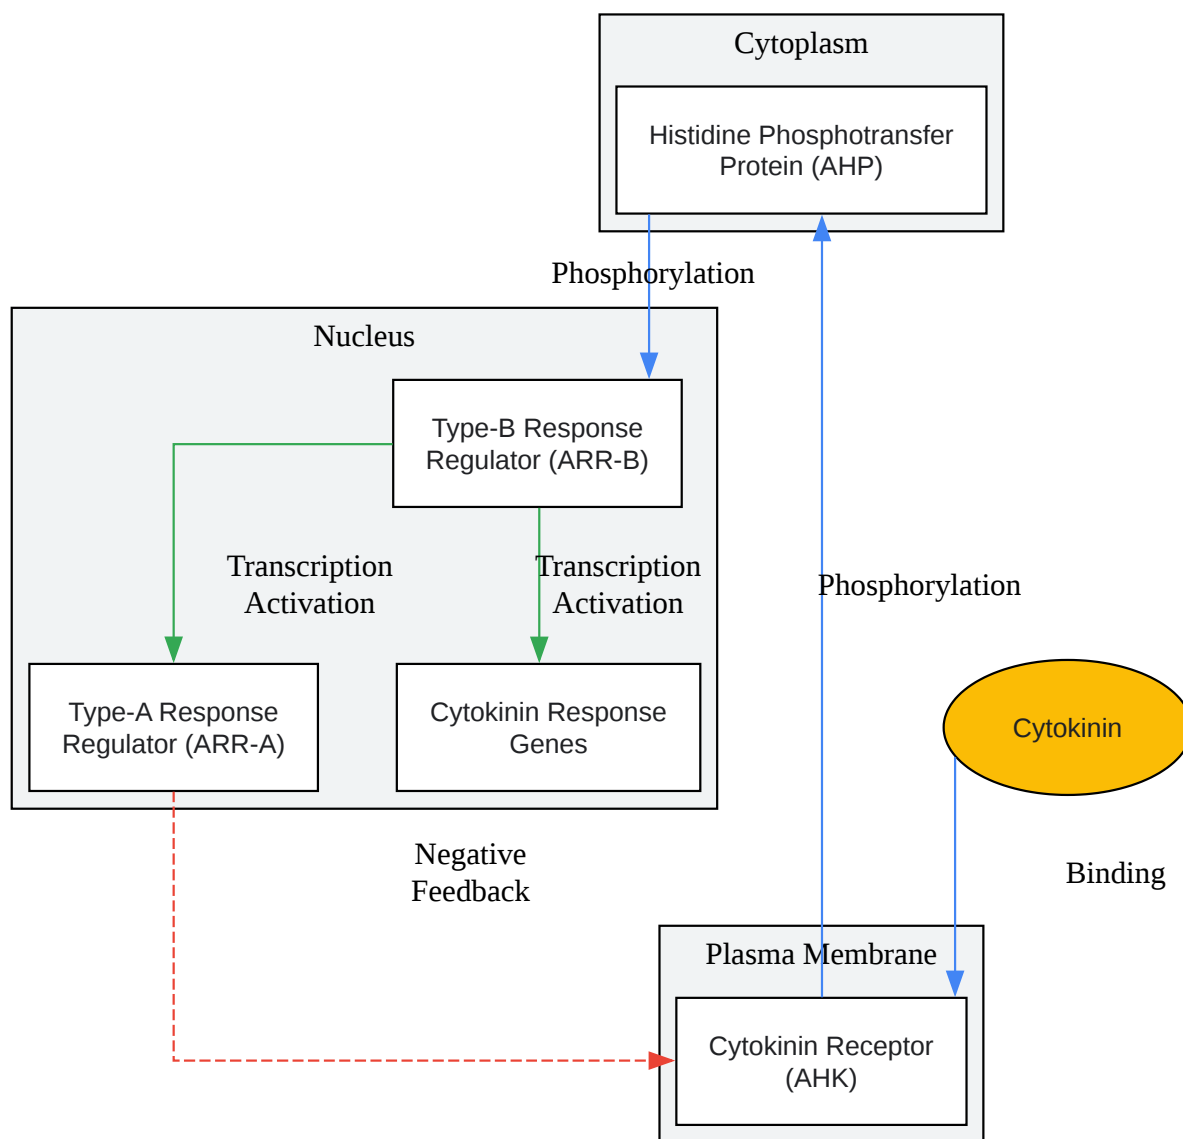 Cytoplasm
Histidine Phosphotransfer
Protein (AHP)
Phosphorylation
Nucleus
Type-B Response
Regulator (ARR-B)
Transcription
Activation
Transcription
Activation
Phosphorylation
Type-A Response
Regulator (ARR-A)
Cytokinin Response
Genes
Cytokinin
Negative
Feedback
Binding
Plasma Membrane
Cytokinin Receptor
(AHK)